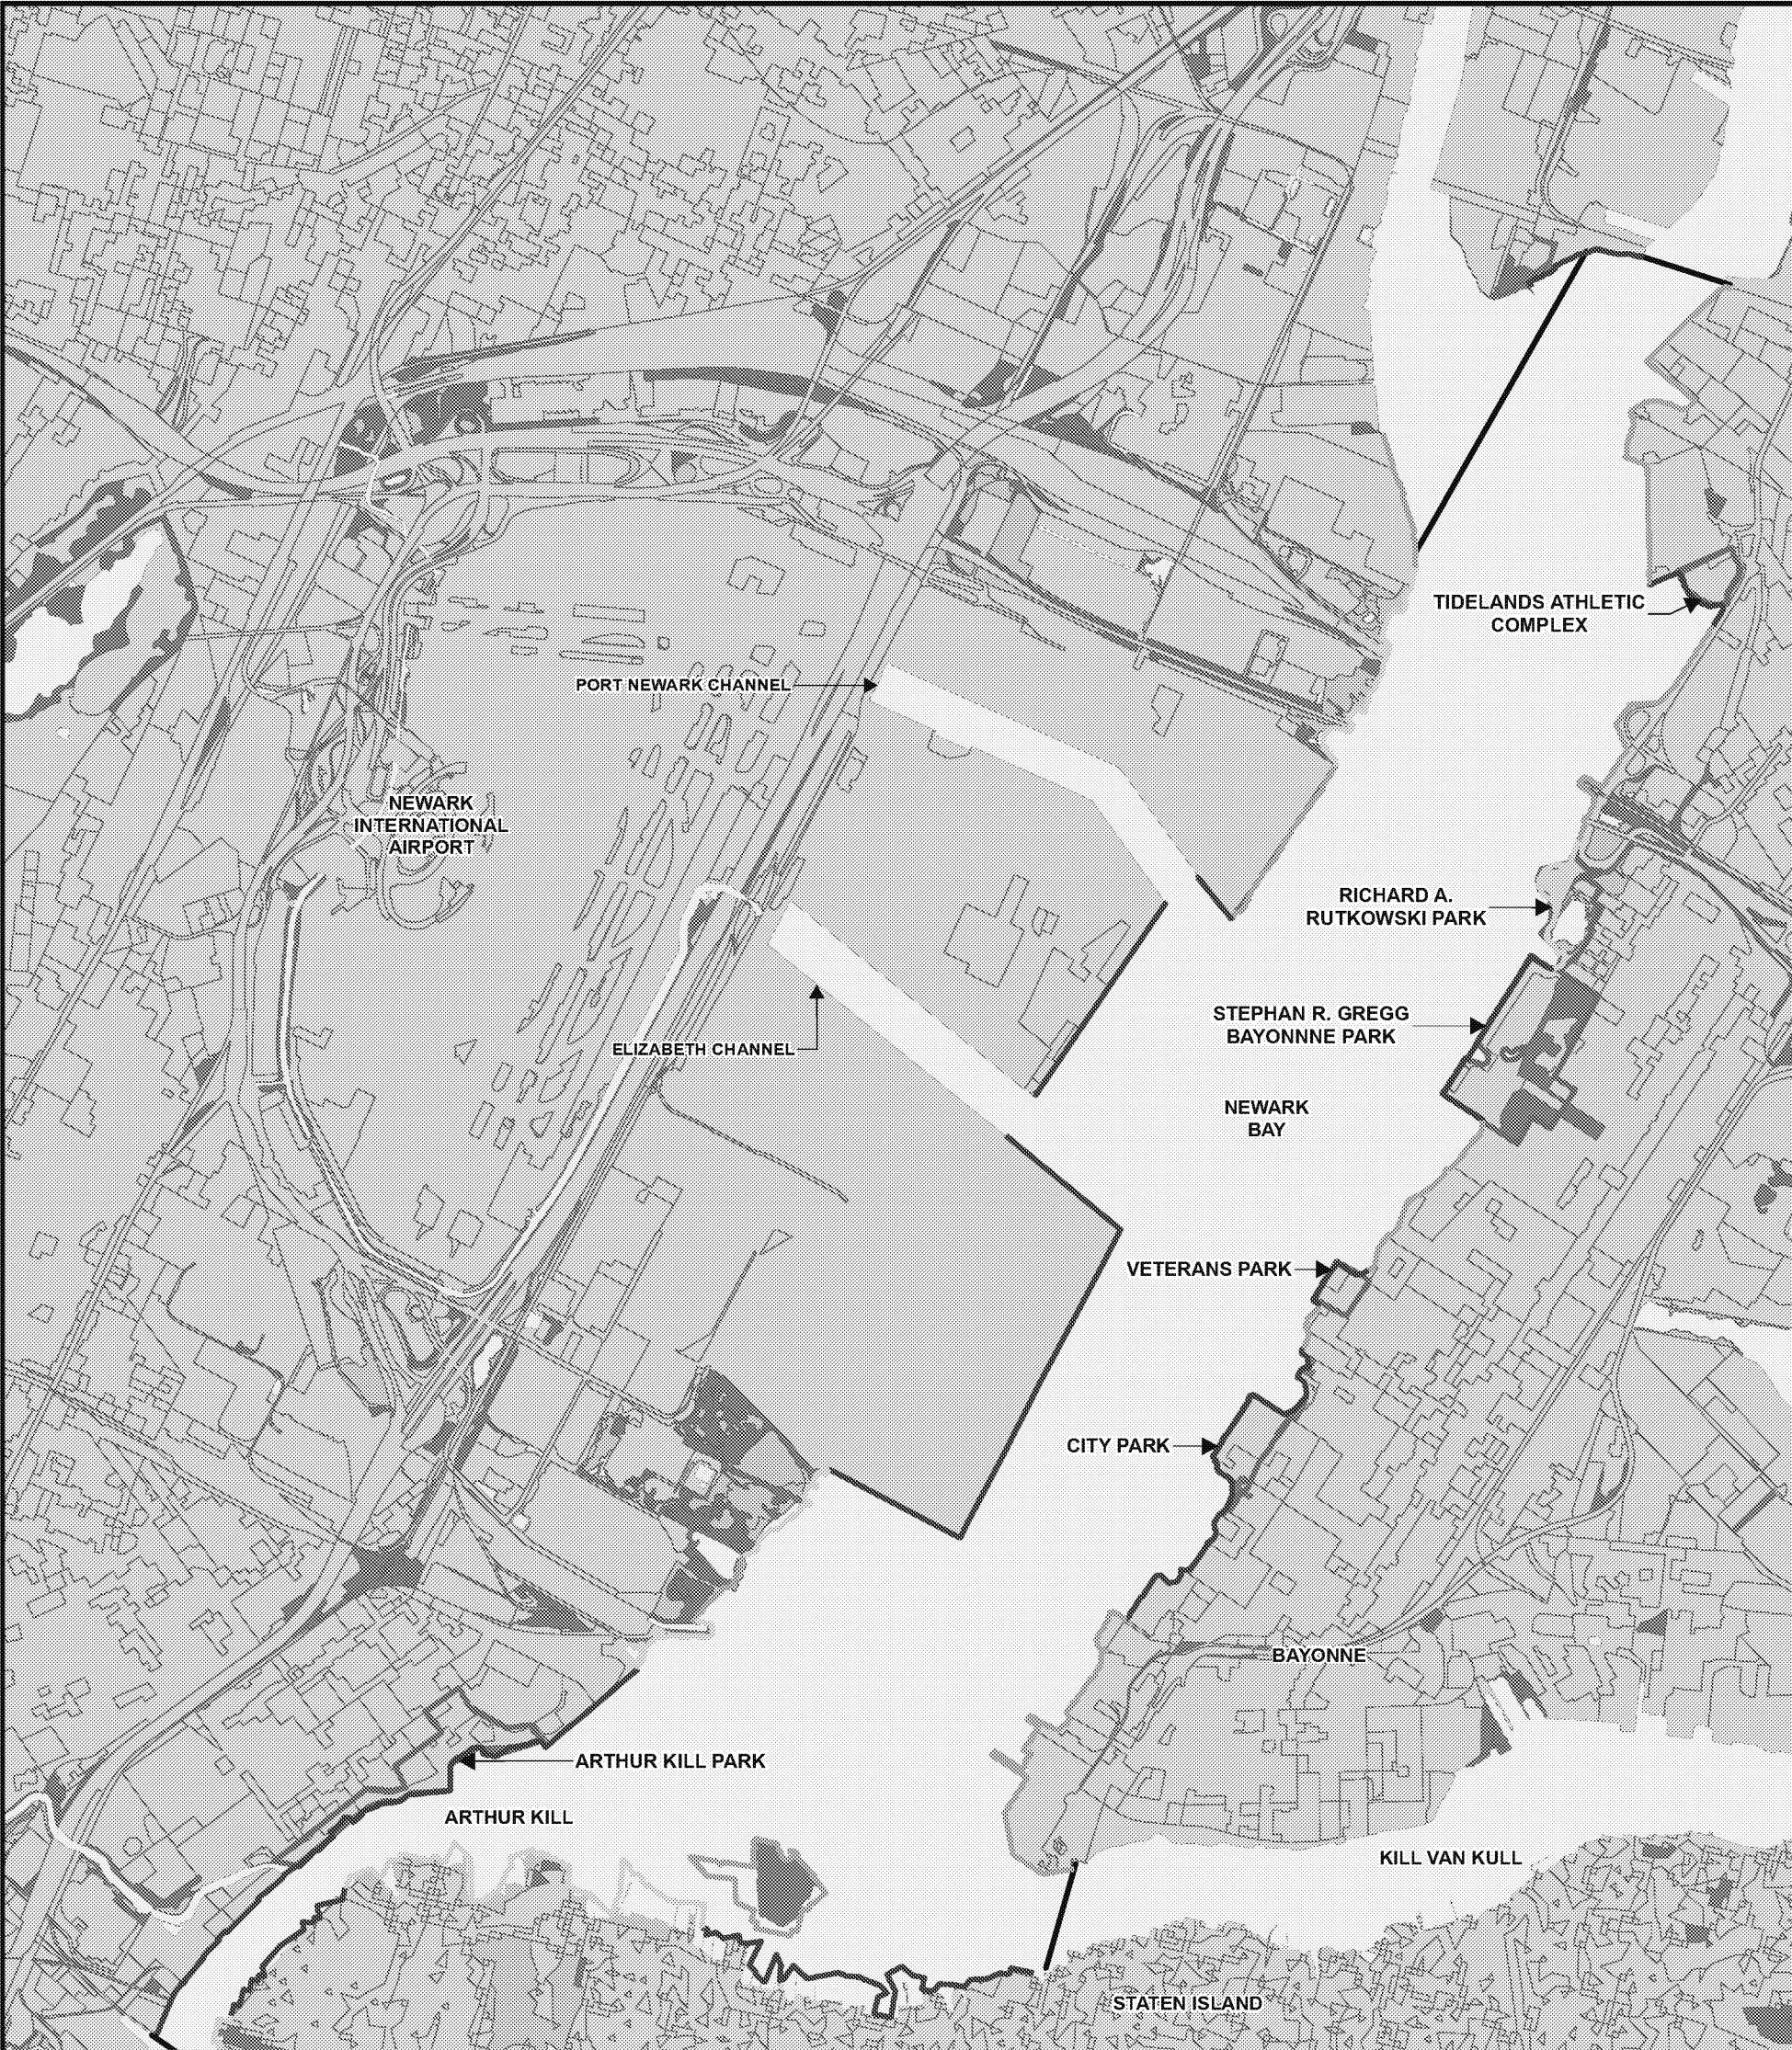 TIDELANDS ATHLETIC
COMPLEX
PORT NEWARK CHANNEL
NEWARK
INTERNATIONAL
AIRPORT
RICHARD A.
RUTKOWSKI PARK
STEPHAN R. GREGG
BAYONNNE PARK
ELIZABETH CHANNEL
NEWARK
BAY
VETERANS PARK
CITY PARK
BAYONNE
ARTHUR KILL PARK
ARTHUR KILL
KILL VAN KULL
STATEN ISLAND